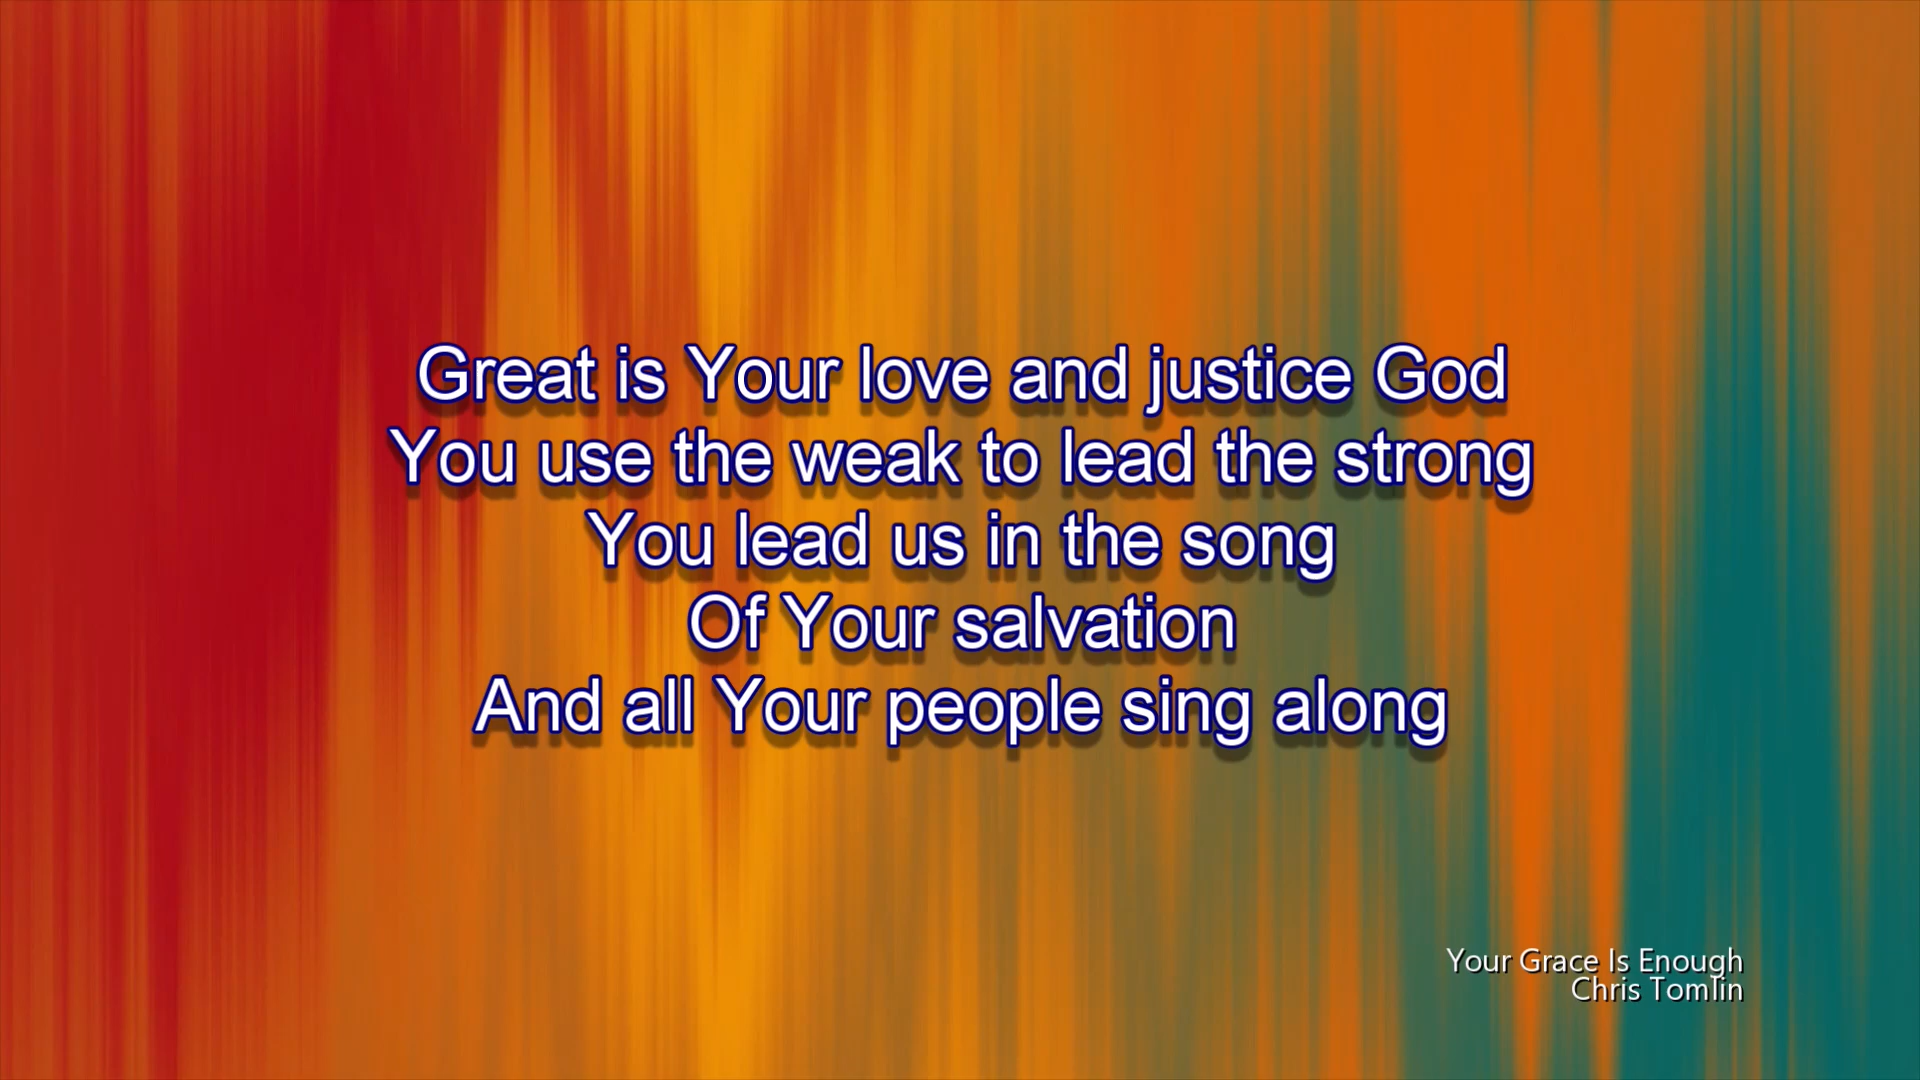 Great is Your love and justice God
You use the weak to lead the strong
You lead us in the song
Of Your salvation
And all Your people sing along
Your Grace Is Enough
Chris Tomlin